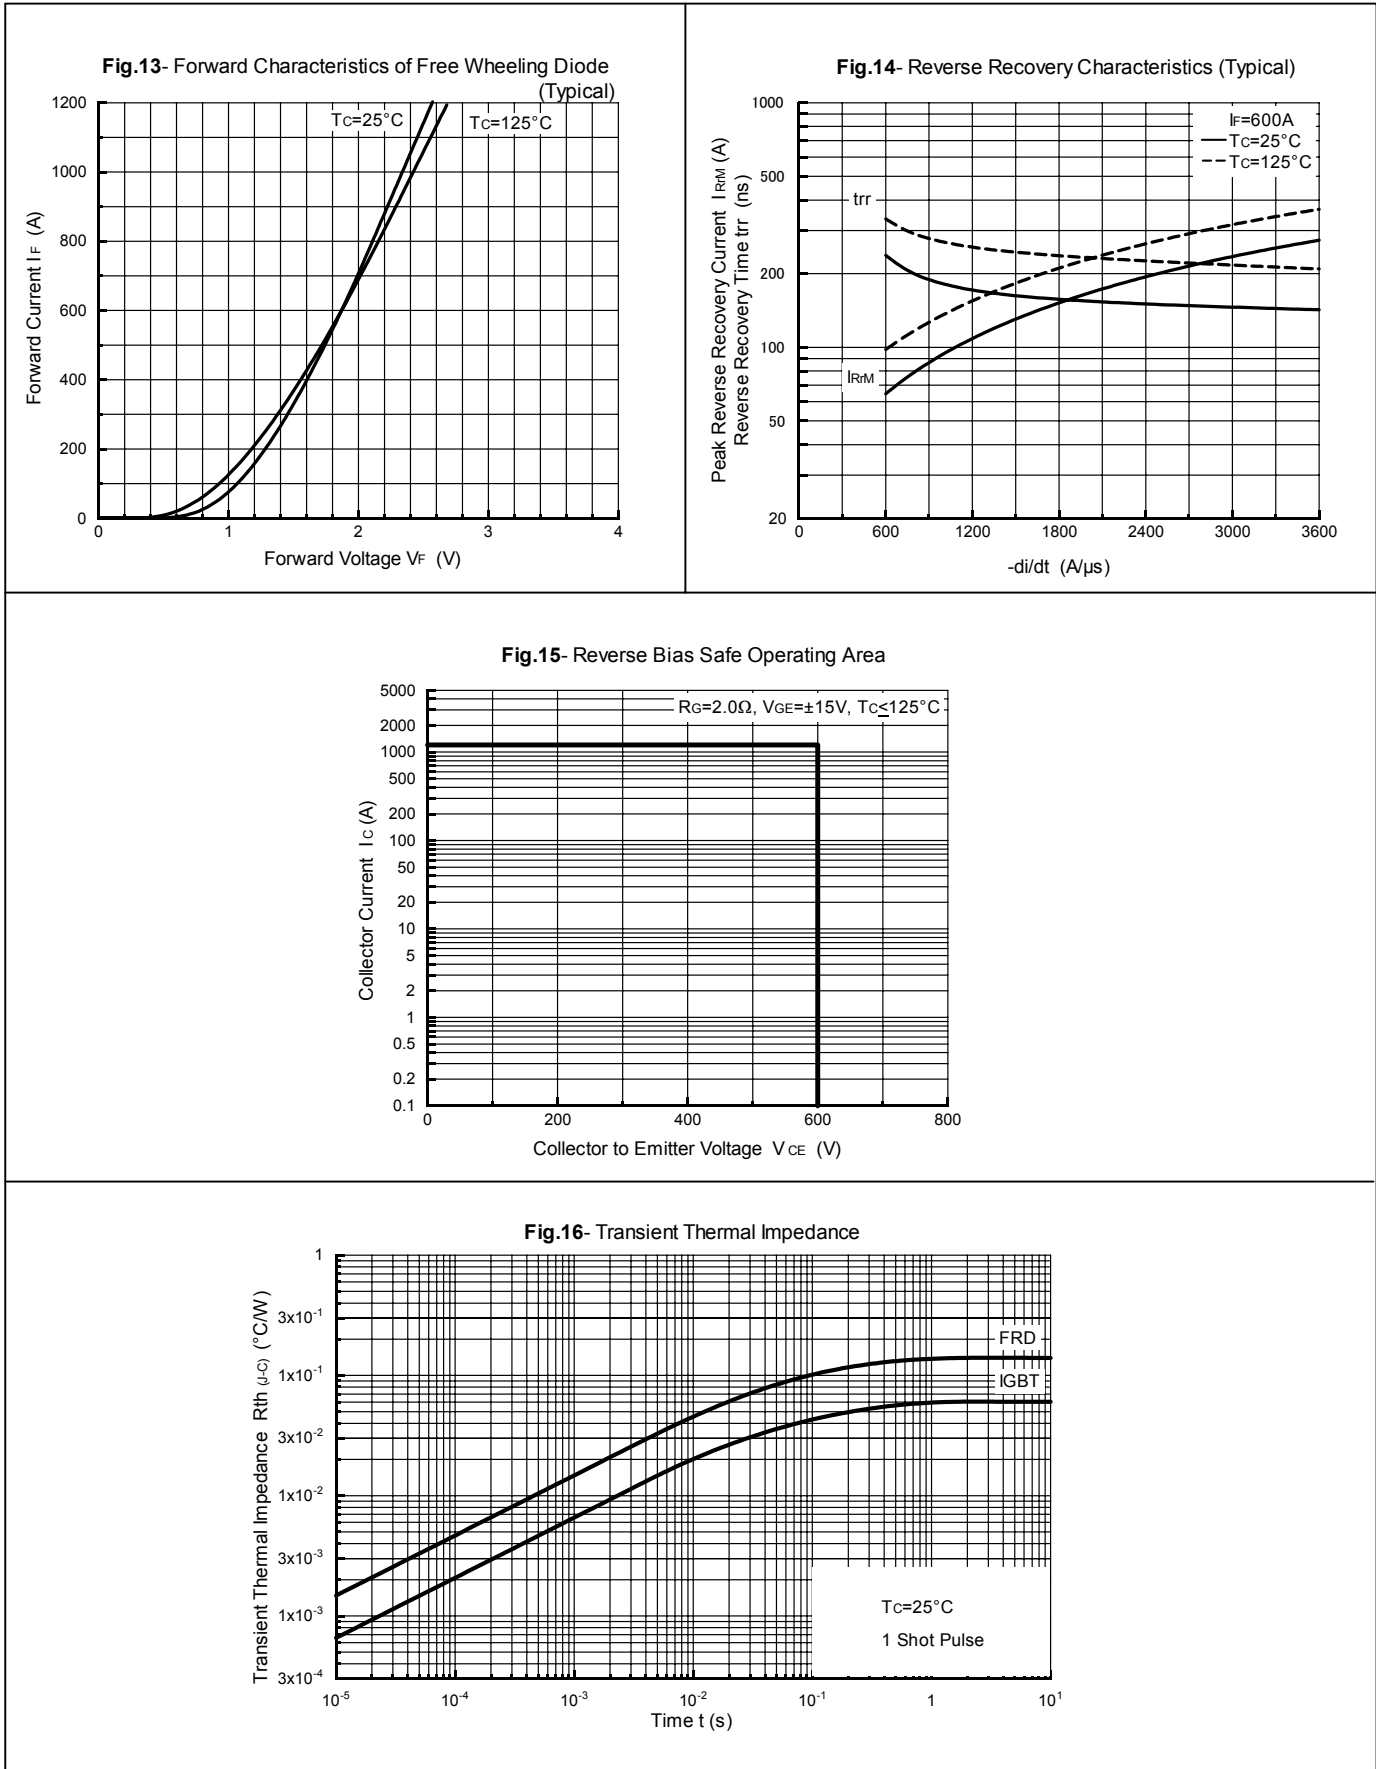 Fig.13- Forward Characteristics of Free Wheeling Diode
(Typical)
1200
1000
800
600
400
200
0
Forward Current IF (A)
TC=25°C
TC=125°C
0 1 2 3 4
Forward Voltage VF (V)
Fig.14- Reverse Recovery Characteristics (Typical)
1000
500
200
100
50
20
Peak Reverse Recovery Current IRrM (A)
Reverse Recovery Time trr (ns)
IF=600A
TC=25°C
TC=125°C
trr
IRrM
0 600 1200 1800 2400 3000 3600
-di/dt (A/µs)
Fig.15- Reverse Bias Safe Operating Area
5000
2000
1000
500
200
100
50
20
10
5
2
1
0.5
0.2
0.1
Collector Current IC (A)
RG=2.0Ω, VGE=±15V, TC≤125°C
0 200 400 600 800
Collector to Emitter Voltage VCE (V)
Fig.16- Transient Thermal Impedance
1
3x10⁻¹
1x10⁻¹
3x10⁻²
1x10⁻²
3x10⁻³
1x10⁻³
3x10⁻⁴
Transient Thermal Impedance Rth (J-C) (°C/W)
FRD
IGBT
TC=25°C
1 Shot Pulse
10⁻⁵ 10⁻⁴ 10⁻³ 10⁻² 10⁻¹ 1 10¹
Time t (s)